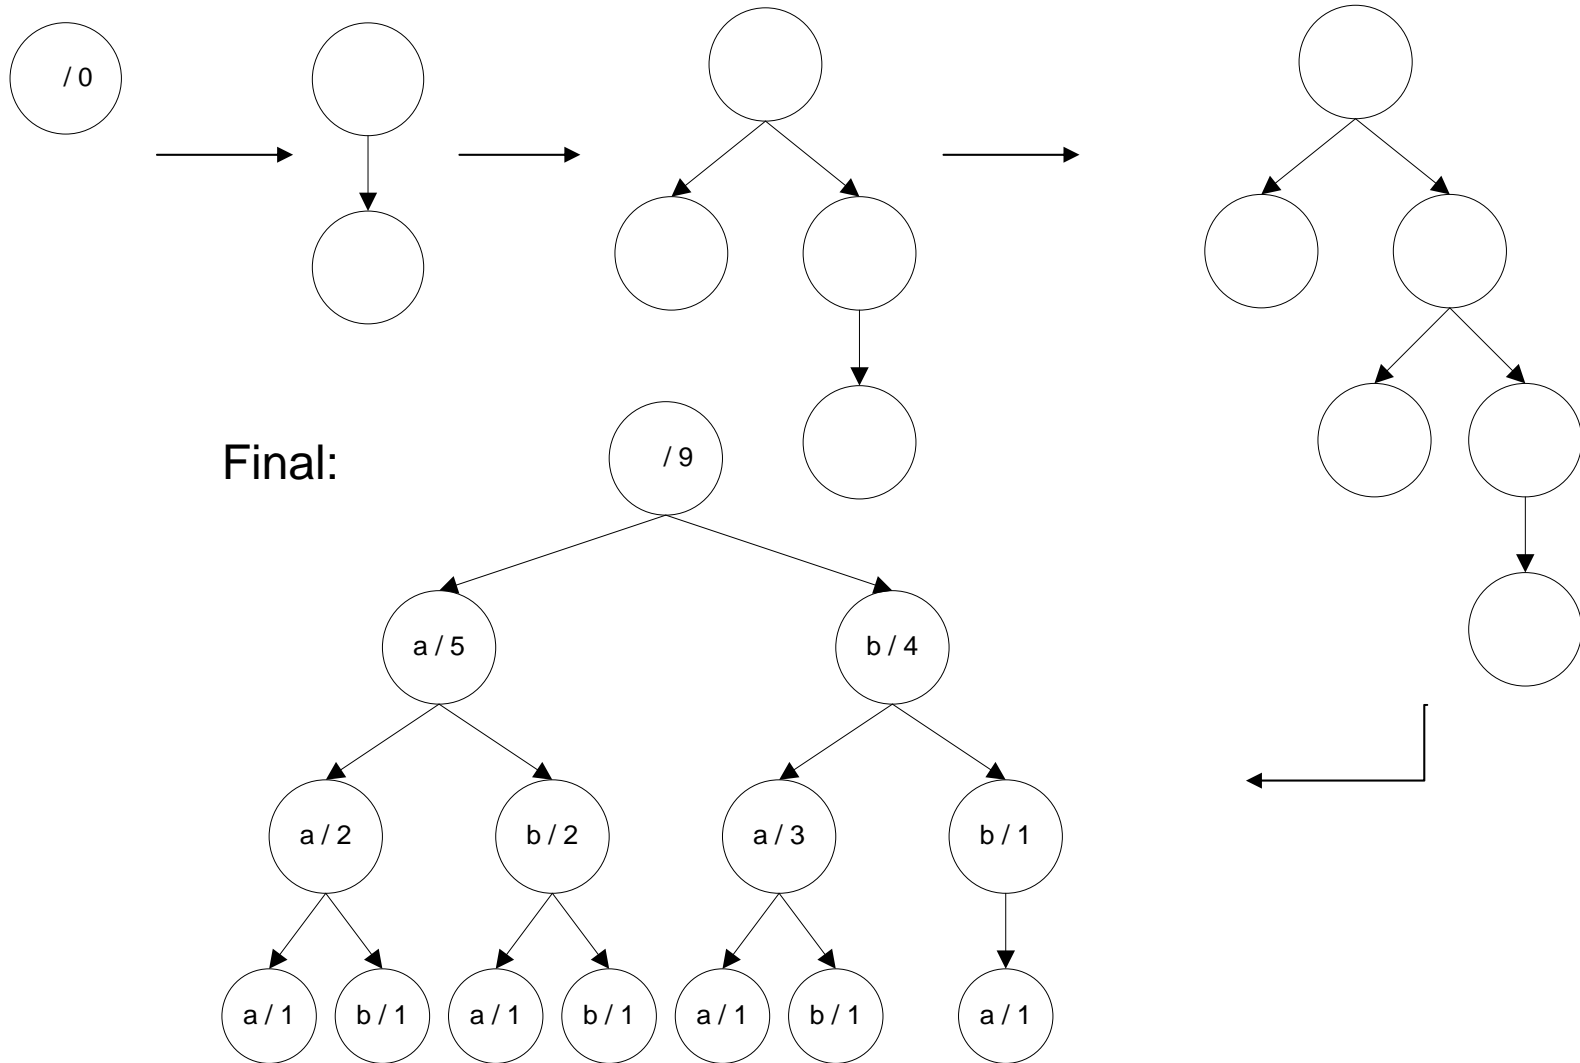 / 0
Final:
/ 9
a / 5
b / 4
a / 2
b / 2
a / 3
b / 1
a / 1
b / 1
a / 1
b / 1
a / 1
b / 1
a / 1